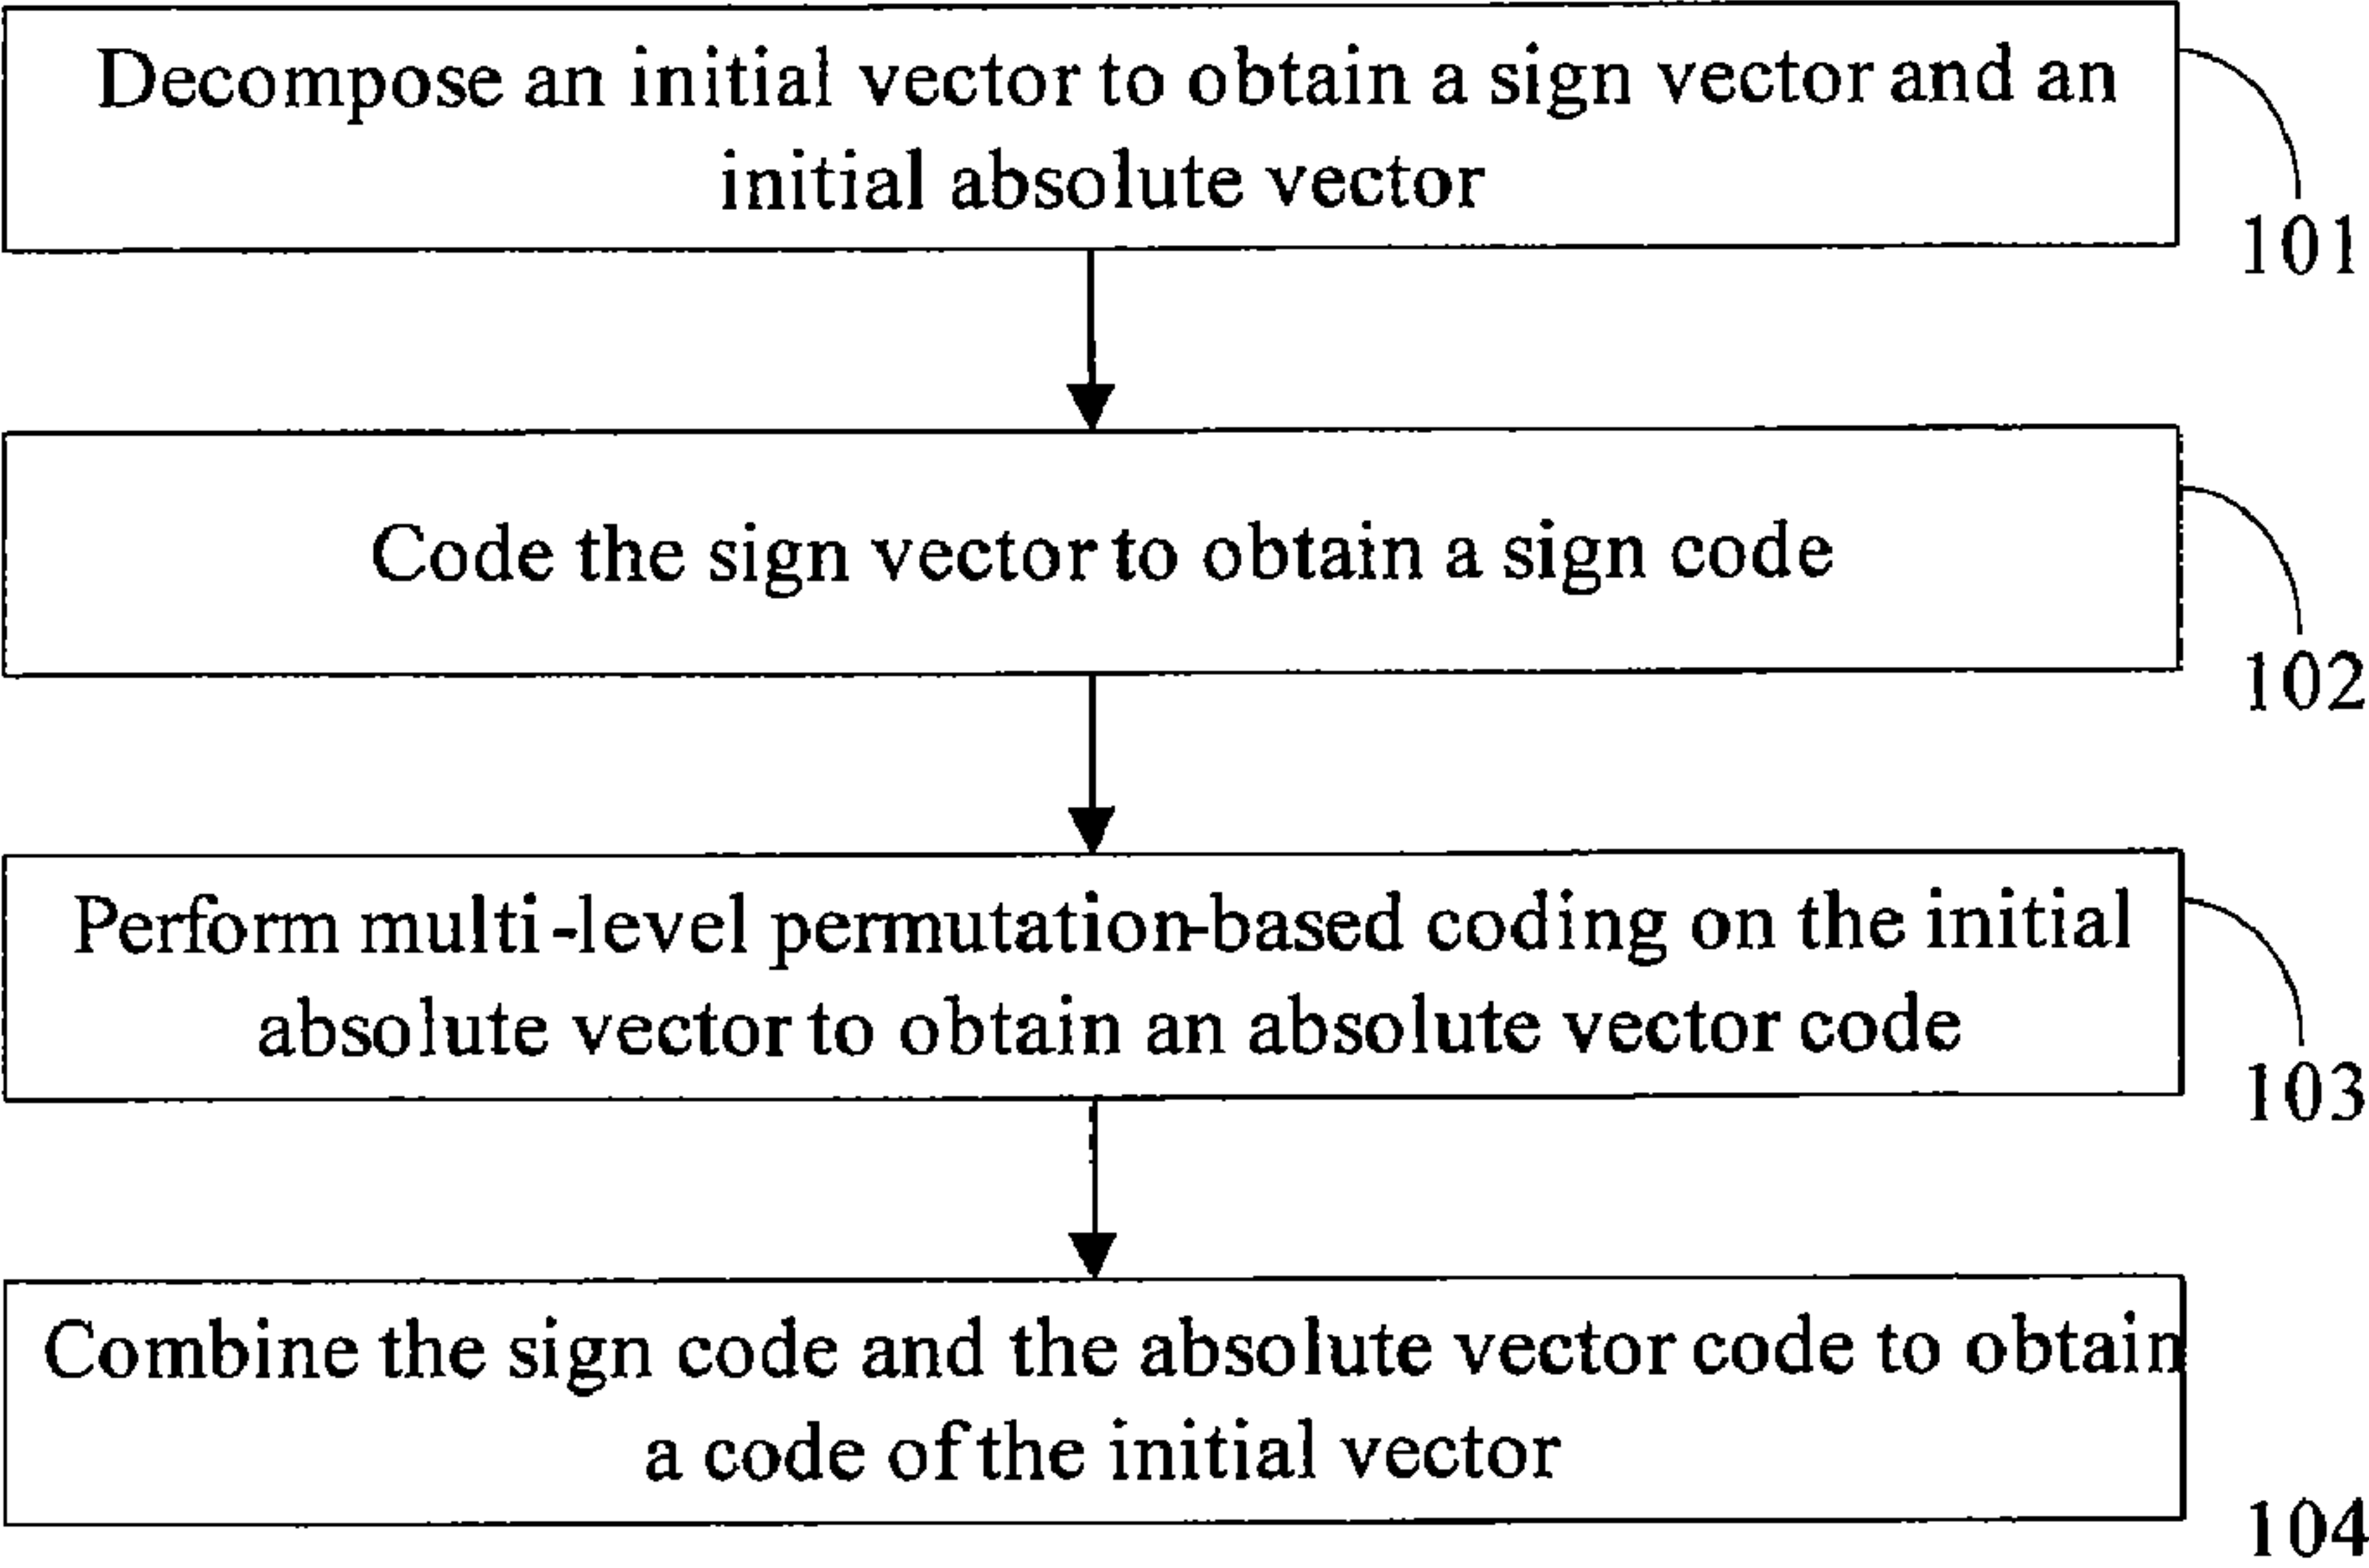 Decompose an initial vector to obtain a sign vector and an
initial absolute vector
101
Code the sign vector to obtain a sign code
102
Perform multi-level permutation-based coding on the initial
absolute vector to obtain an absolute vector code
103
Combine the sign code and the absolute vector code to obtain
a code of the initial vector
104